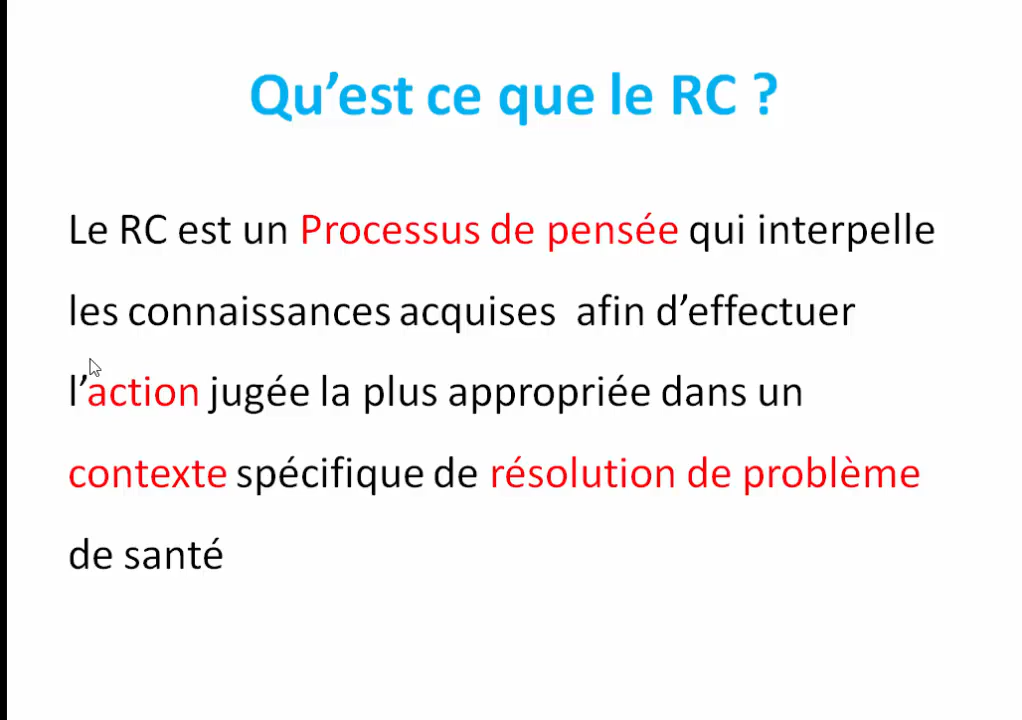 Qu’est ce que le RC ?
Le RC est un Processus de pensée qui interpelle
les connaissances acquises  afin d’effectuer
l’action jugée la plus appropriée dans un
contexte spécifique de résolution de problème
de santé